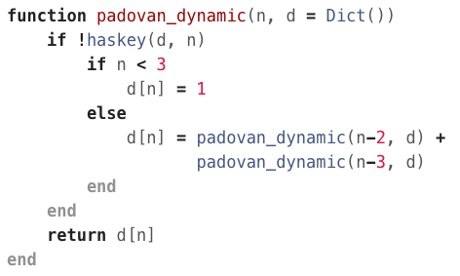 function padovan_dynamic(n, d = Dict())
    if !haskey(d, n)
        if n < 3
            d[n] = 1
        else
            d[n] = padovan_dynamic(n-2, d) +
                   padovan_dynamic(n-3, d)
        end
    end
    return d[n]
end